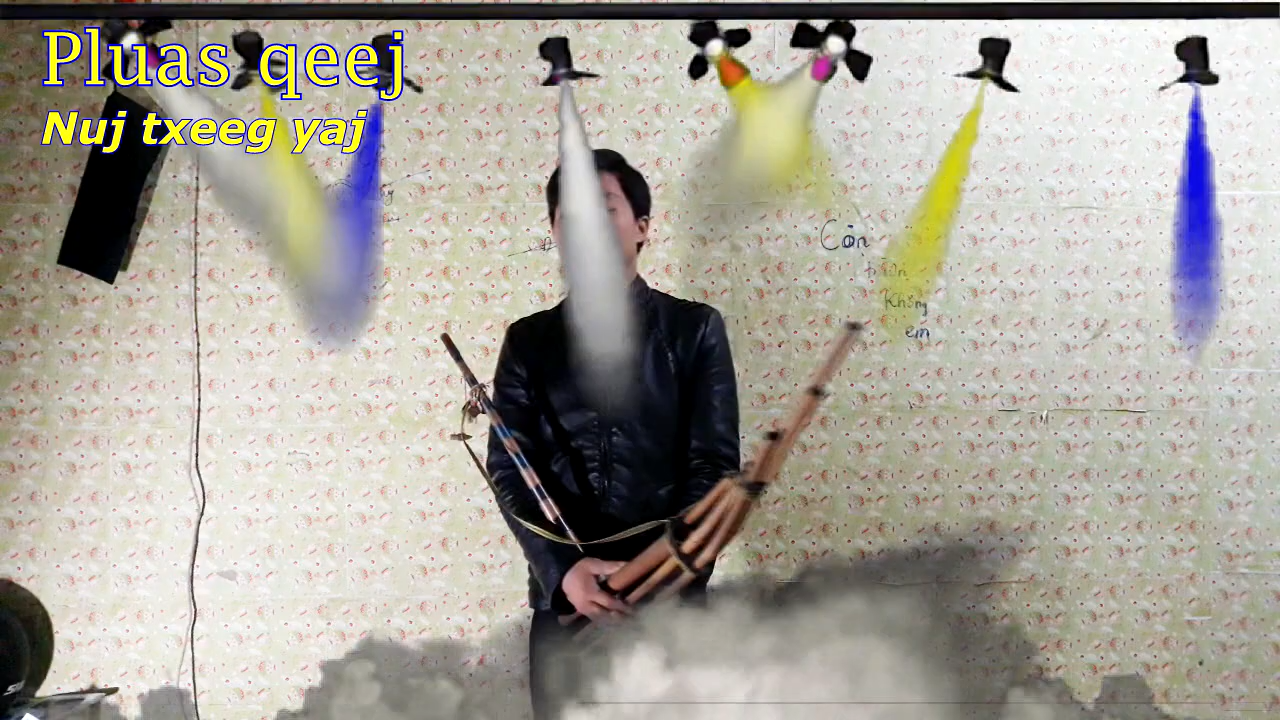 Pluas qeej
Nuj txeeg yaj
Còn
không
em